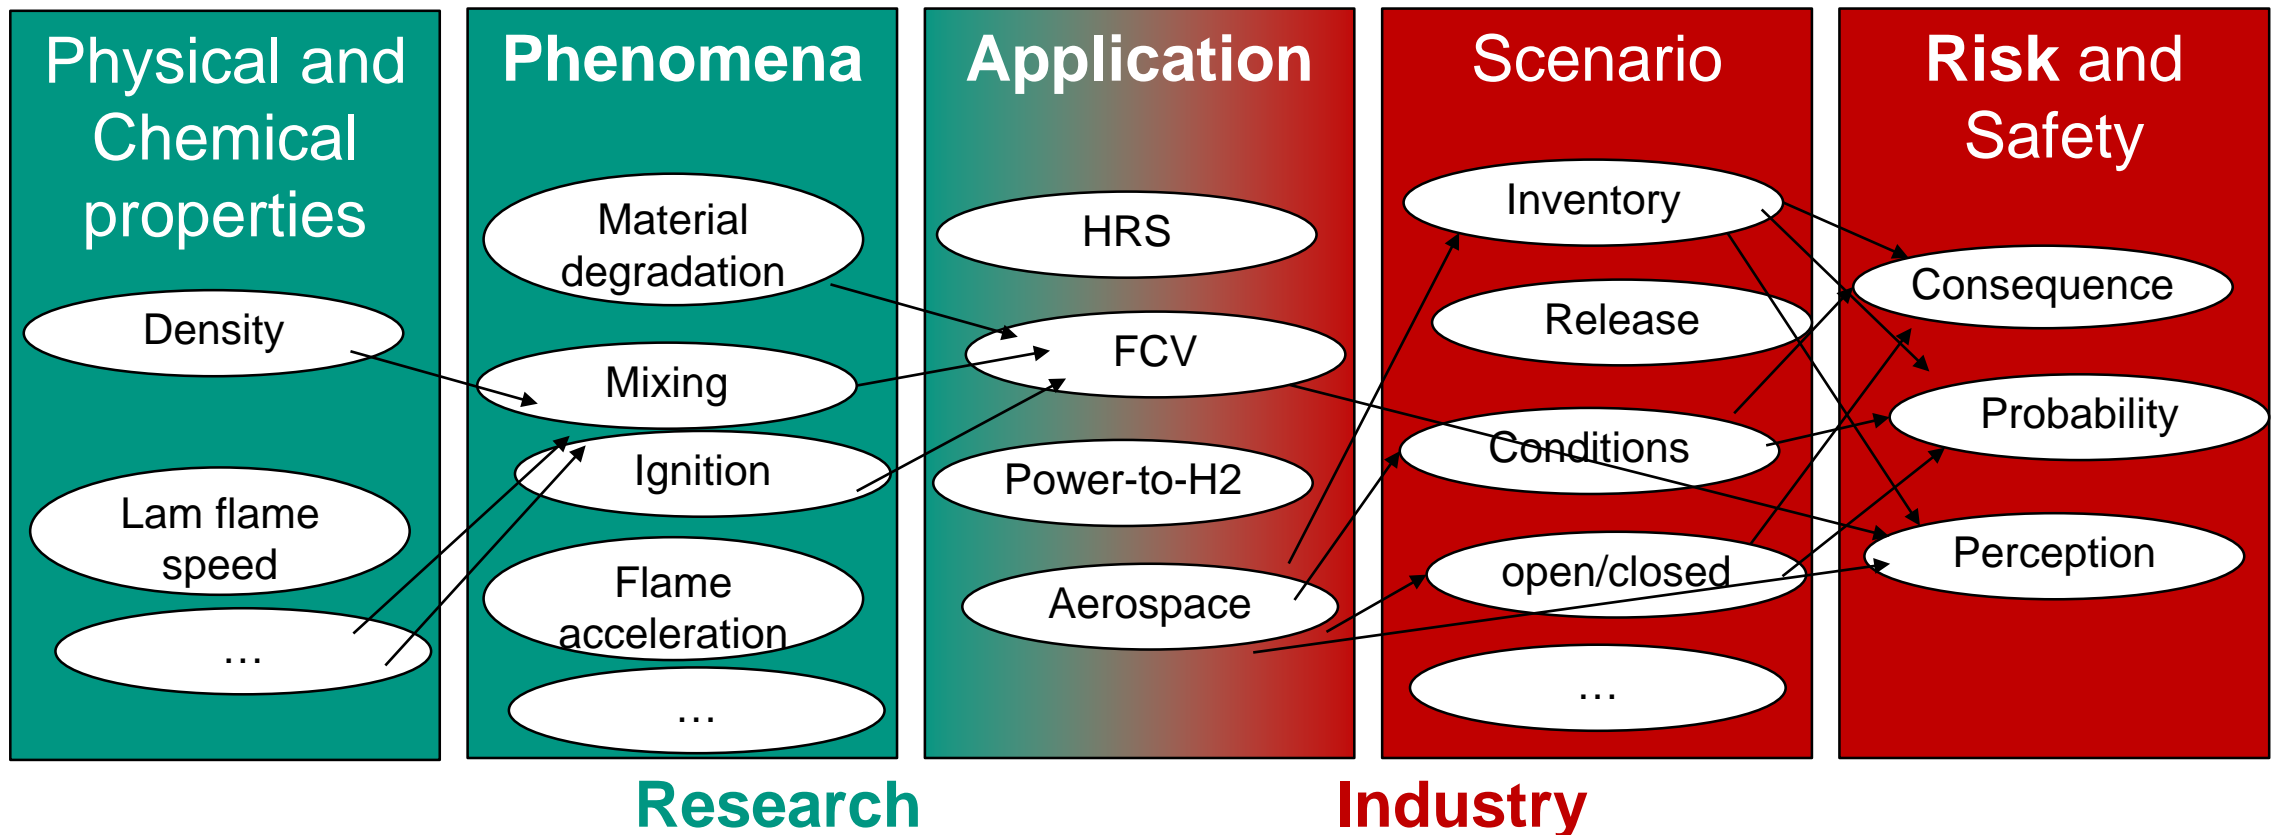 Physical and
Chemical
properties
Density
Lam flame
speed
…
Phenomena
Material
degradation
Mixing
Ignition
Flame
acceleration
…
Application
HRS
FCV
Power-to-H2
Aerospace
Scenario
Inventory
Release
Conditions
open/closed
…
Risk and
Safety
Consequence
Probability
Perception
Research
Industry